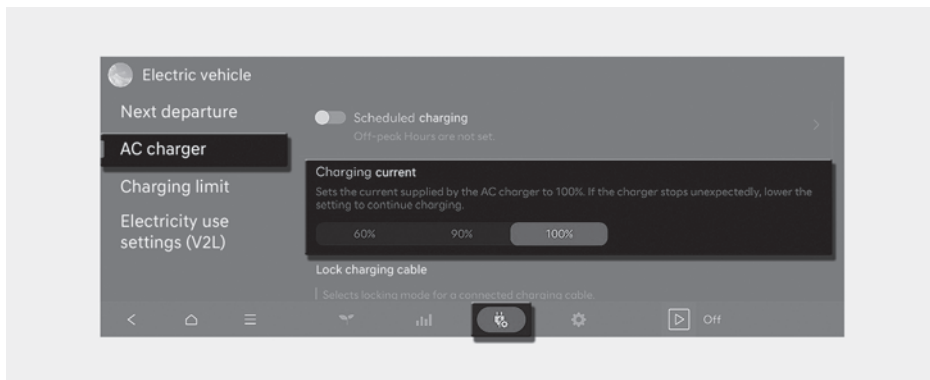 Electric vehicle
Next departure
AC charger
Charging limit
Electricity use
settings (V2L)
Scheduled charging
Off-peak Hours are not set.
Charging current
Sets the current supplied by the AC charger to 100%. If the charger stops unexpectedly, lower the
setting to continue charging.
60% 90% 100%
Lock charging cable
Selects locking mode for a connected charging cable.
Off